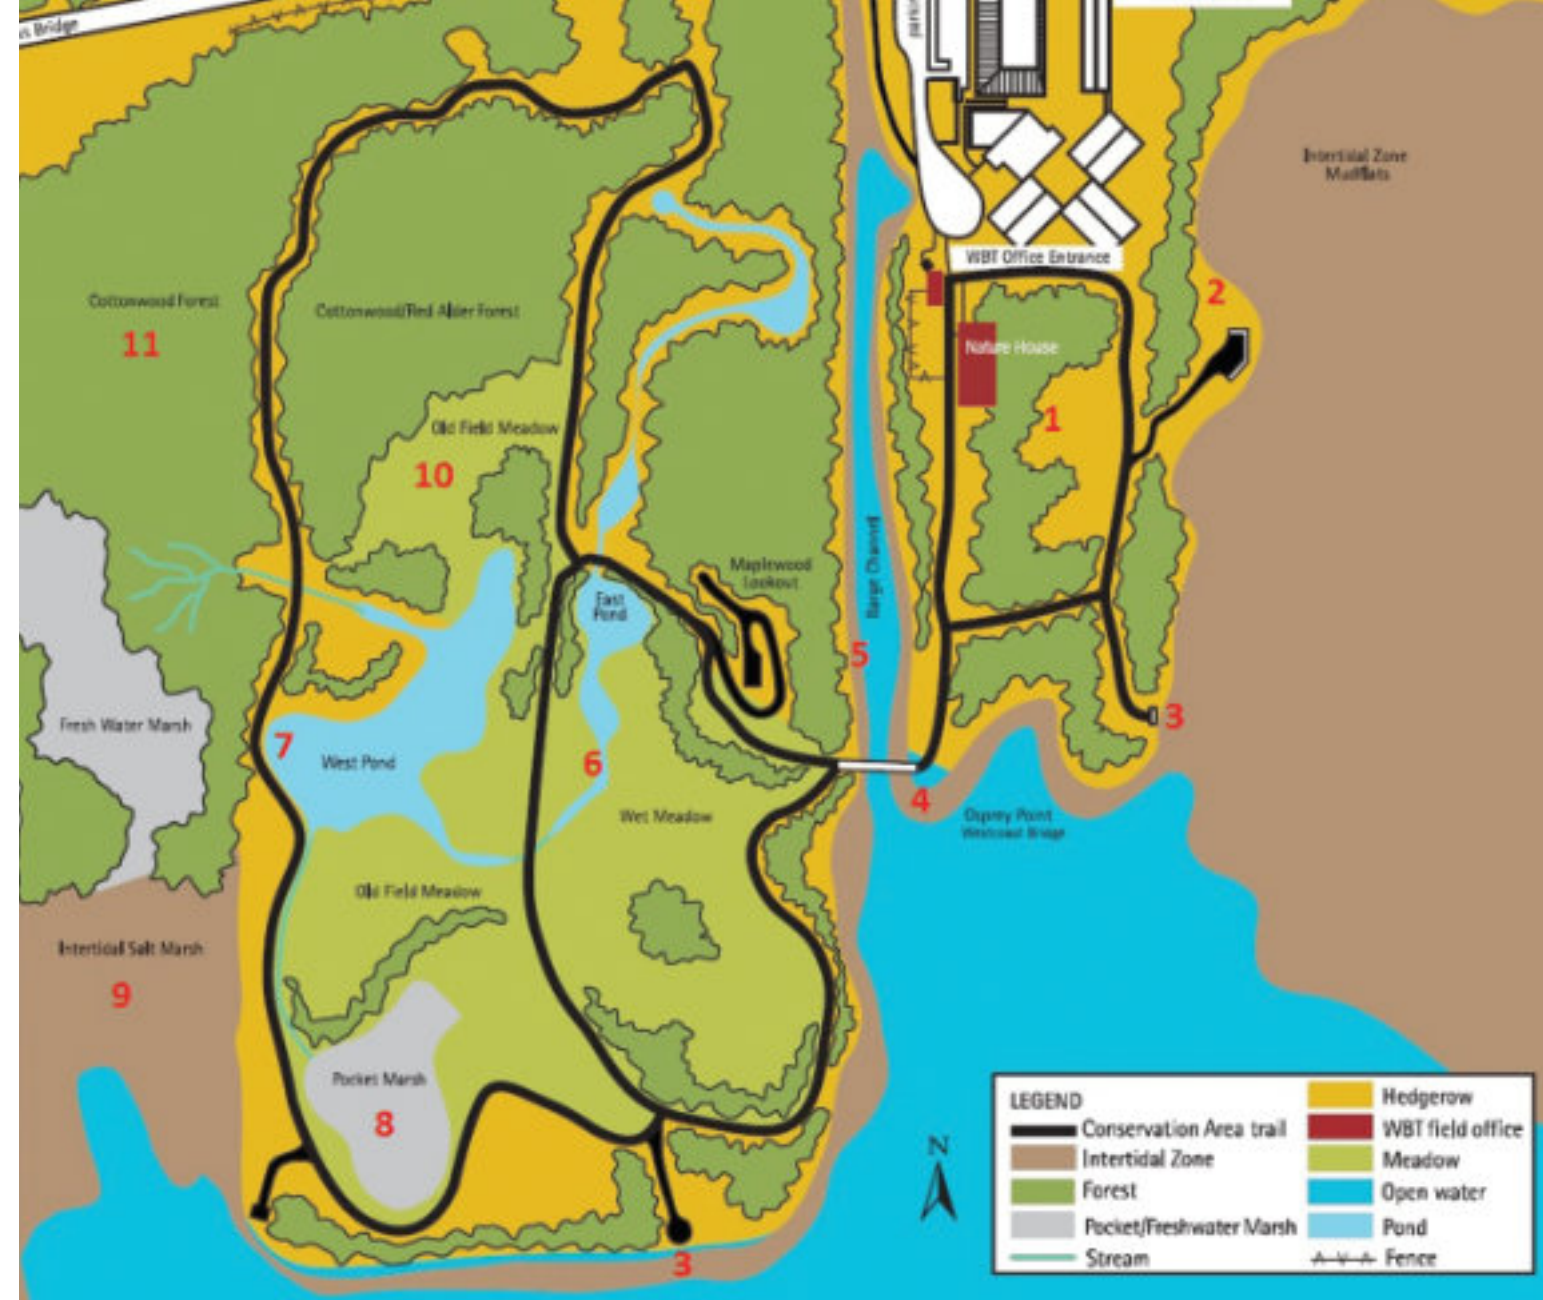 Bridge
Intertidal Zone
Mudflats
WBT Office Entrance
2
Cottonwood Forest
11
Cottonwood/Red Alder Forest
Nature House
1
Old Field Meadow
10
Barge Channel
Maplewood
Lookout
East
Pond
5
Fresh Water Marsh
7
West Pond
6
3
4
Wet Meadow
Osprey Point
Westcoast Bridge
Old Field Meadow
Intertidal Salt Marsh
9
Pocket Marsh
8
3
N
LEGEND
Conservation Area trail
Intertidal Zone
Forest
Pocket/Freshwater Marsh
Stream
Hedgerow
WBT field office
Meadow
Open water
Pond
Fence